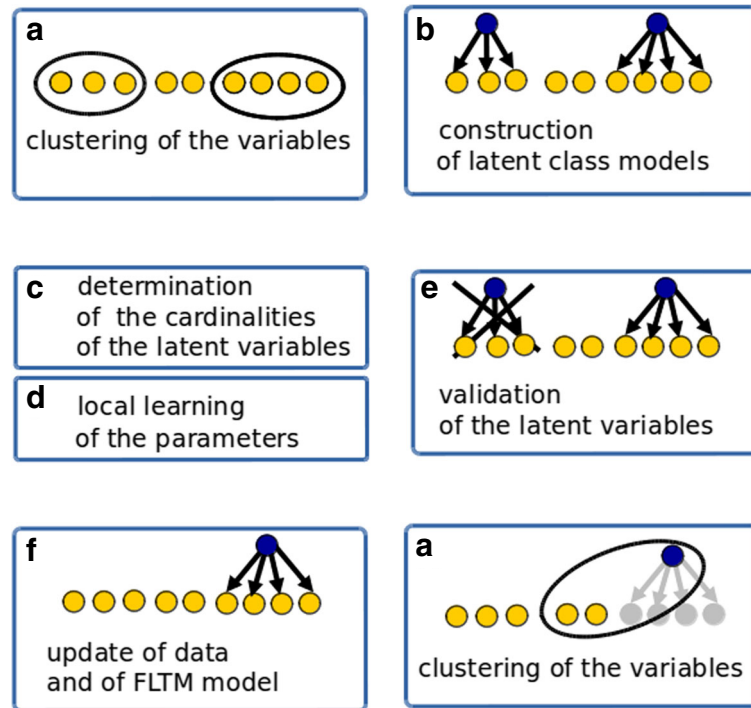 a
clustering of the variables
b
construction
of latent class models
c
determination
of the cardinalities
of the latent variables
d
local learning
of the parameters
e
validation
of the latent variables
f
update of data
and of FLTM model
a
clustering of the variables